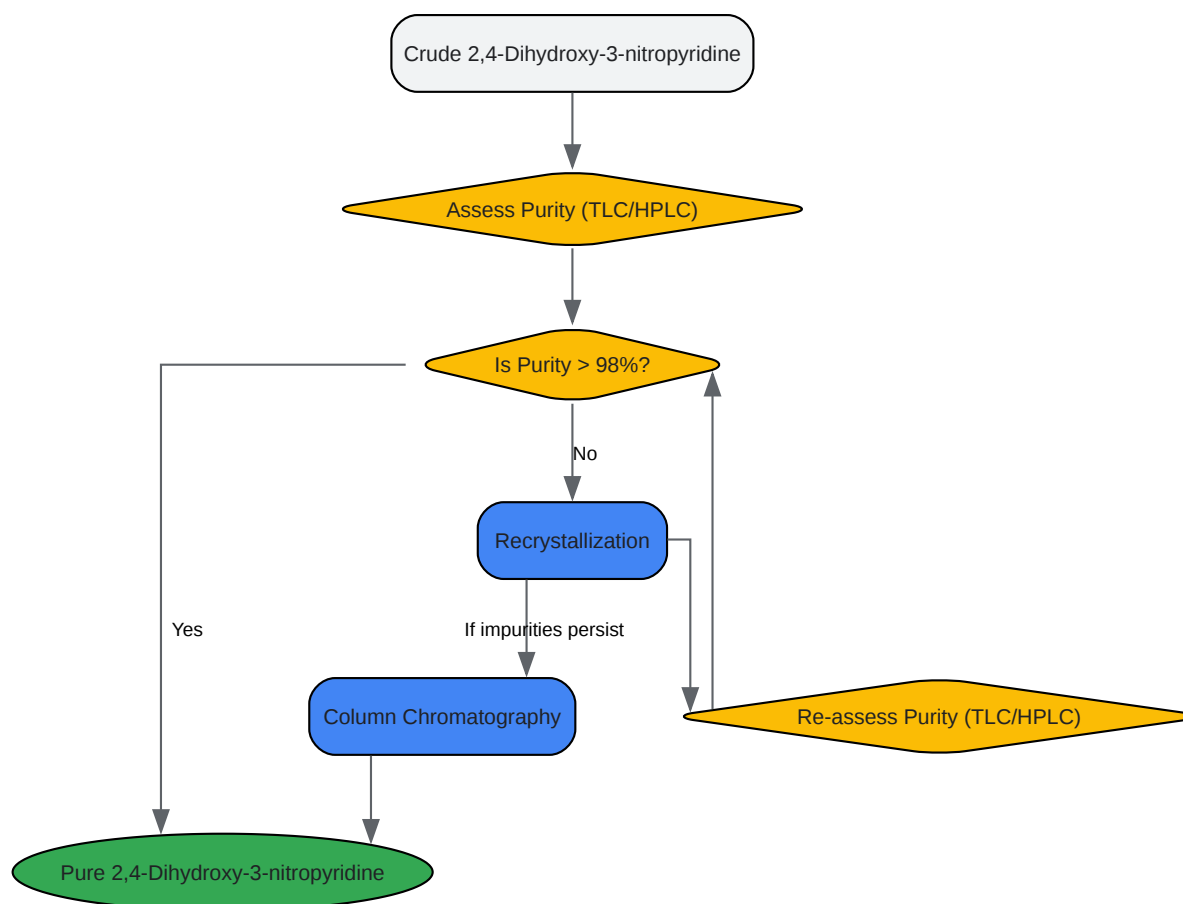 Crude 2,4-Dihydroxy-3-nitropyridine
Assess Purity (TLC/HPLC)
Is Purity > 98%?
No
Recrystallization
Yes
If impurities persist
Column Chromatography
Re-assess Purity (TLC/HPLC)
Pure 2,4-Dihydroxy-3-nitropyridine